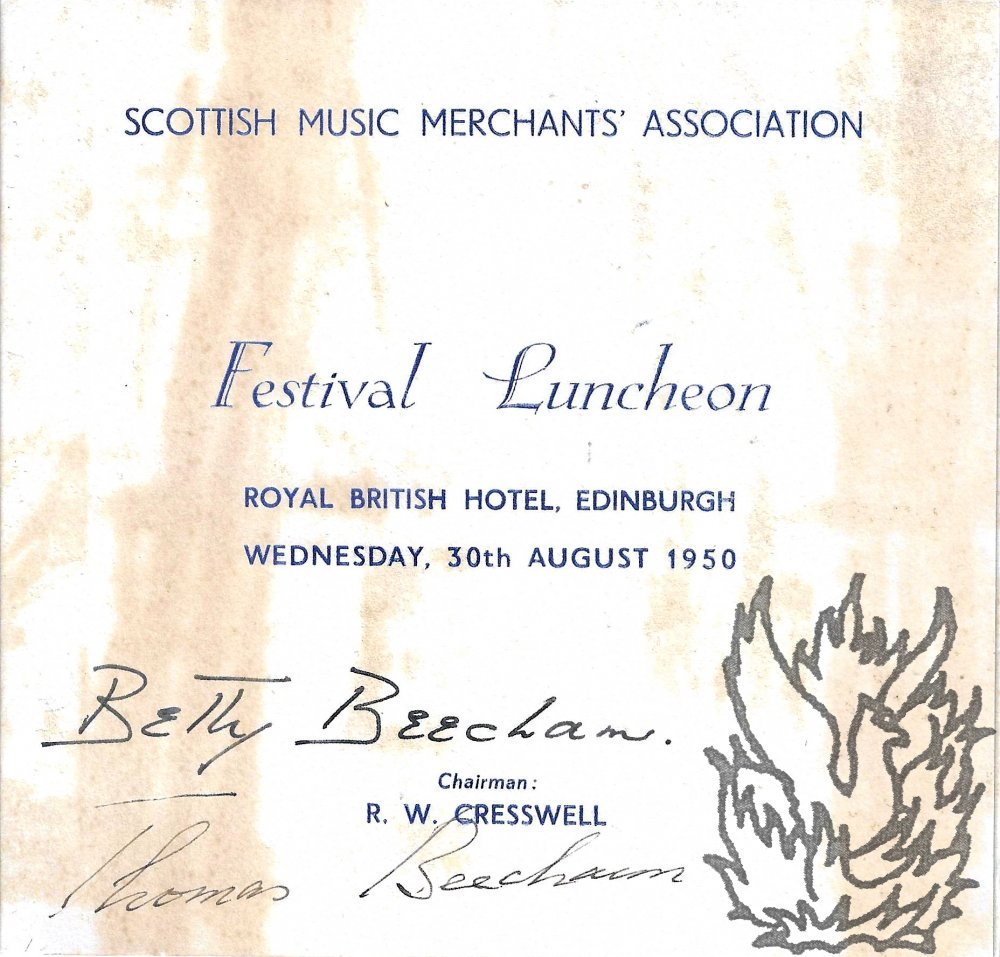 SCOTTISH MUSIC MERCHANTS' ASSOCIATION
Festival Luncheon
ROYAL BRITISH HOTEL, EDINBURGH
WEDNESDAY, 30th AUGUST 1950
Betty Beecham.
Chairman:
R. W. CRESSWELL
Thomas Beecham